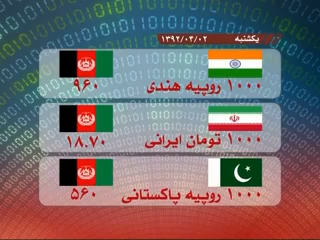 یکشنبه ۱۳۹۲/۰۴/۰۲
۱۰۰۰ روپیه هندی ۹۶۰
۱۰۰۰ تومان ایرانی ۱۸.۷۰
۱۰۰۰ روپیه پاکستانی ۵۶۰